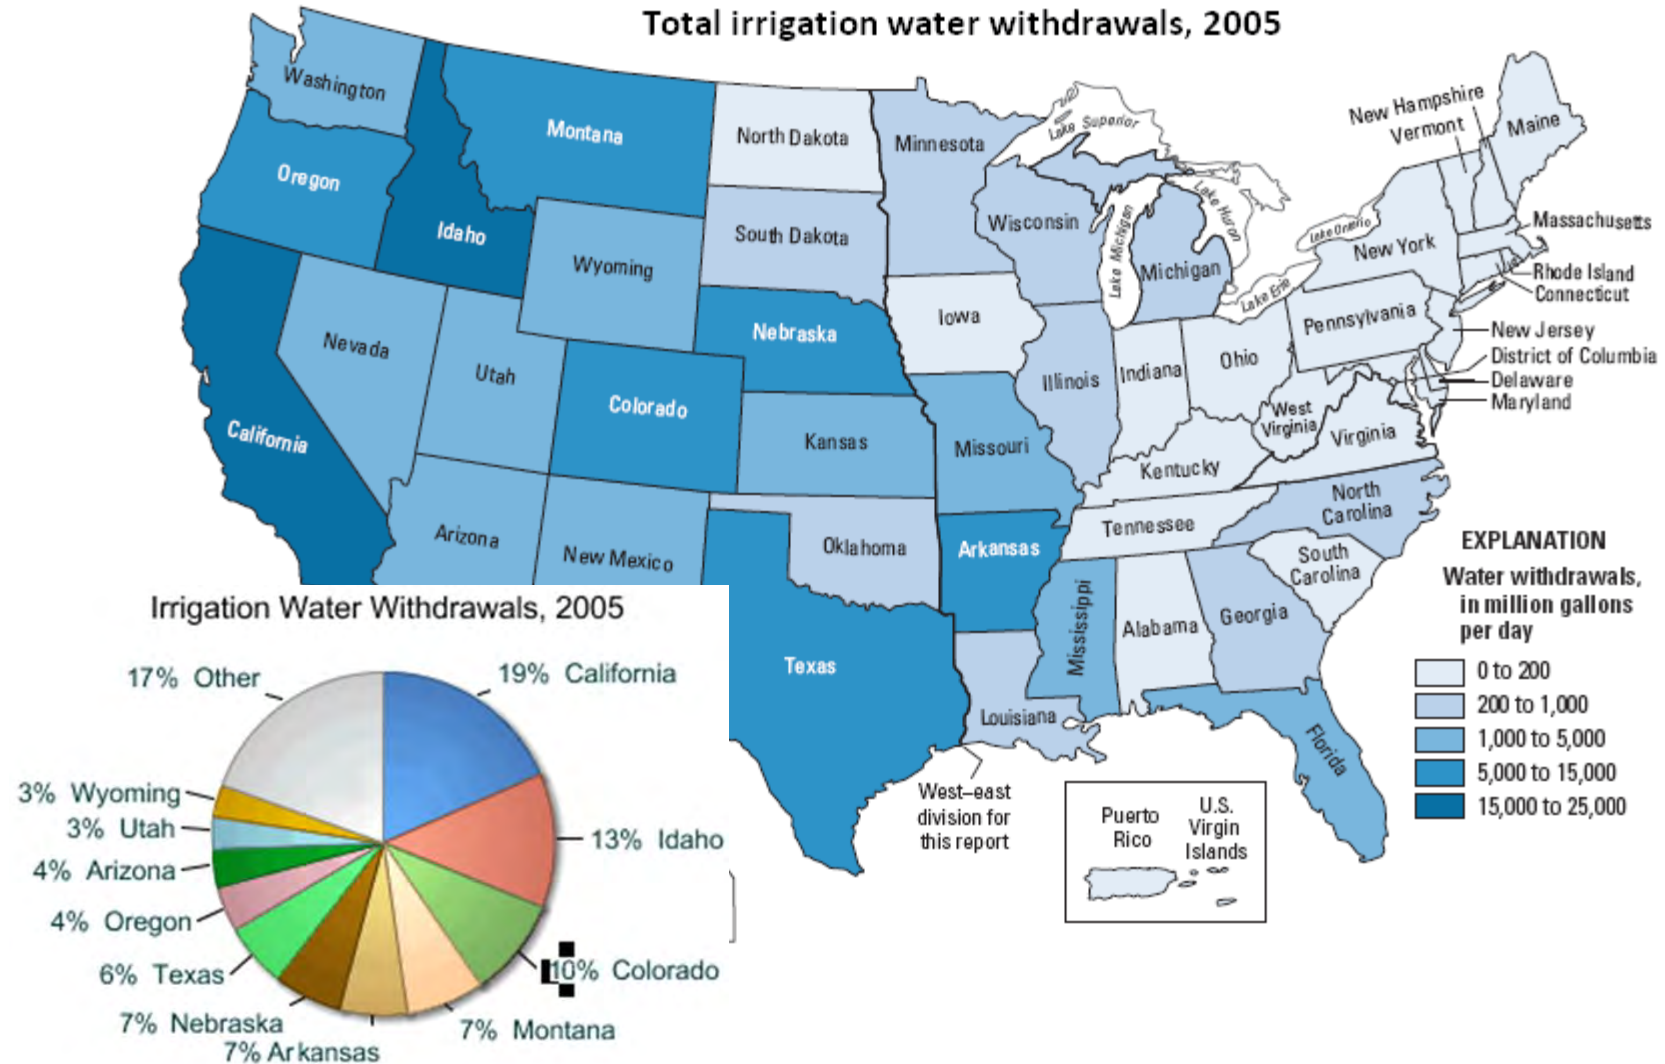 Total irrigation water withdrawals, 2005
Washington
Montana
North Dakota
Minnesota
Lake Superior
New Hampshire
Vermont
Maine
Oregon
Idaho
Wyoming
South Dakota
Wisconsin
Lake Michigan
Michigan
Lake Huron
Lake Ontario
New York
Massachusetts
Rhode Island
Connecticut
Lake Erie
Nevada
Utah
Nebraska
Iowa
Illinois
Indiana
Ohio
Pennsylvania
New Jersey
District of Columbia
Delaware
Maryland
California
Colorado
Kansas
Missouri
Kentucky
West
Virginia
Virginia
Arizona
New Mexico
Oklahoma
Arkansas
Tennessee
North
Carolina
South
Carolina
Texas
Louisiana
Mississippi
Alabama
Georgia
Florida
West–east
division for
this report
Puerto
Rico
U.S.
Virgin
Islands
EXPLANATION
Water withdrawals,
in million gallons
per day
0 to 200
200 to 1,000
1,000 to 5,000
5,000 to 15,000
15,000 to 25,000
Irrigation Water Withdrawals, 2005
17% Other
19% California
3% Wyoming
3% Utah
13% Idaho
4% Arizona
4% Oregon
6% Texas
10% Colorado
7% Nebraska
7% Montana
7% Arkansas